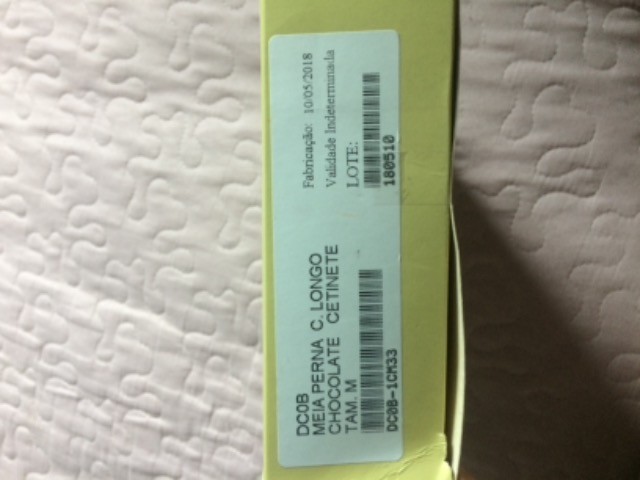 DC0B
MEIA PERNA C. LONGO
CHOCOLATE CETINETE
TAM. M
DC0B-1CM33
Fabricação: 10/05/2018
Validade Indeterminada
LOTE:
180510